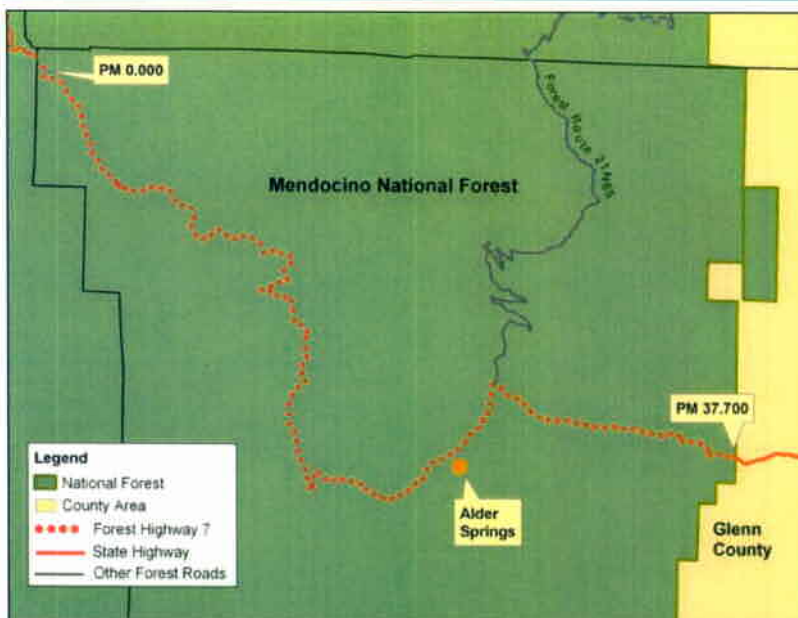 PM 0.000
Forest Route 21N69
Mendocino National Forest
PM 37.700
Alder
Springs
Glenn
County
Legend
National Forest
County Area
Forest Highway 7
State Highway
Other Forest Roads